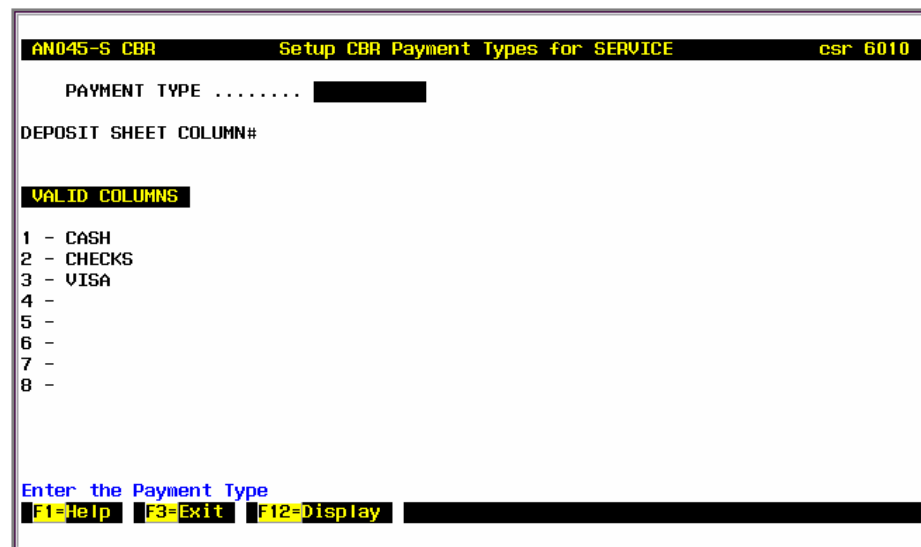 AN045-S CBR Setup CBR Payment Types for SERVICE csr 6010
PAYMENT TYPE ........
DEPOSIT SHEET COLUMN#
VALID COLUMNS
1 - CASH
2 - CHECKS
3 - VISA
4 -
5 -
6 -
7 -
8 -
Enter the Payment Type
F1=Help F3=Exit F12=Display